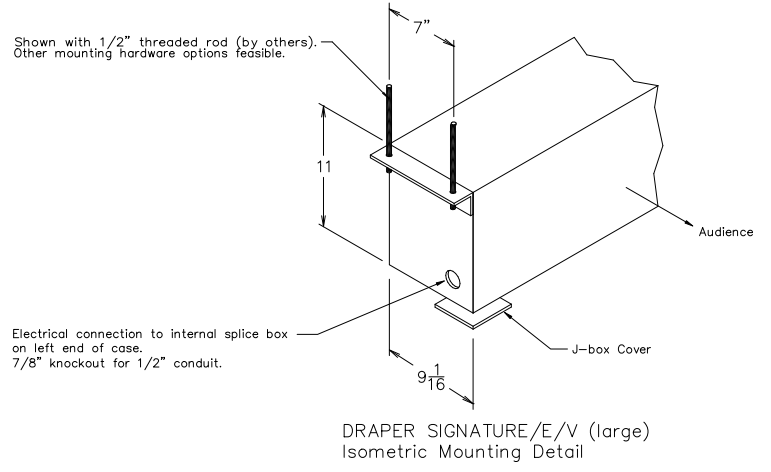 7”
Shown with 1/2” threaded rod (by others).
Other mounting hardware options feasible.
11
Audience
Electrical connection to internal splice box
on left end of case.
7/8” knockout for 1/2” conduit.
J-box Cover
9 1/16
DRAPER SIGNATURE/E/V (large)
Isometric Mounting Detail